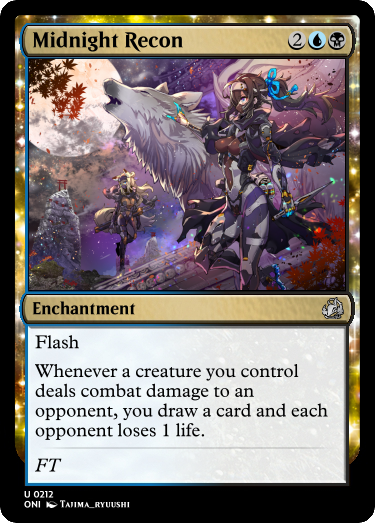 Midnight Recon 2
Enchantment
Flash
Whenever a creature you control
deals combat damage to an
opponent, you draw a card and each
opponent loses 1 life.
FT
U 0212
ONI Tajima_ryuushi